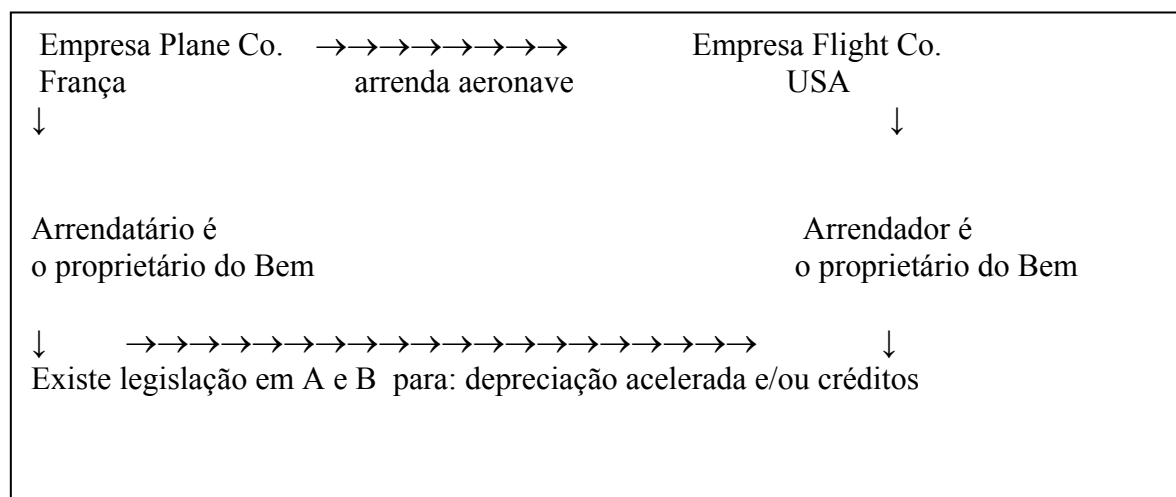 Empresa Plane Co. →→→→→→→→ Empresa Flight Co.
França arrenda aeronave USA
↓ ↓
Arrendatário é Arrendador é
o proprietário do Bem o proprietário do Bem
↓ →→→→→→→→→→→→→→→→→→→→ ↓
Existe legislação em A e B para: depreciação acelerada e/ou créditos